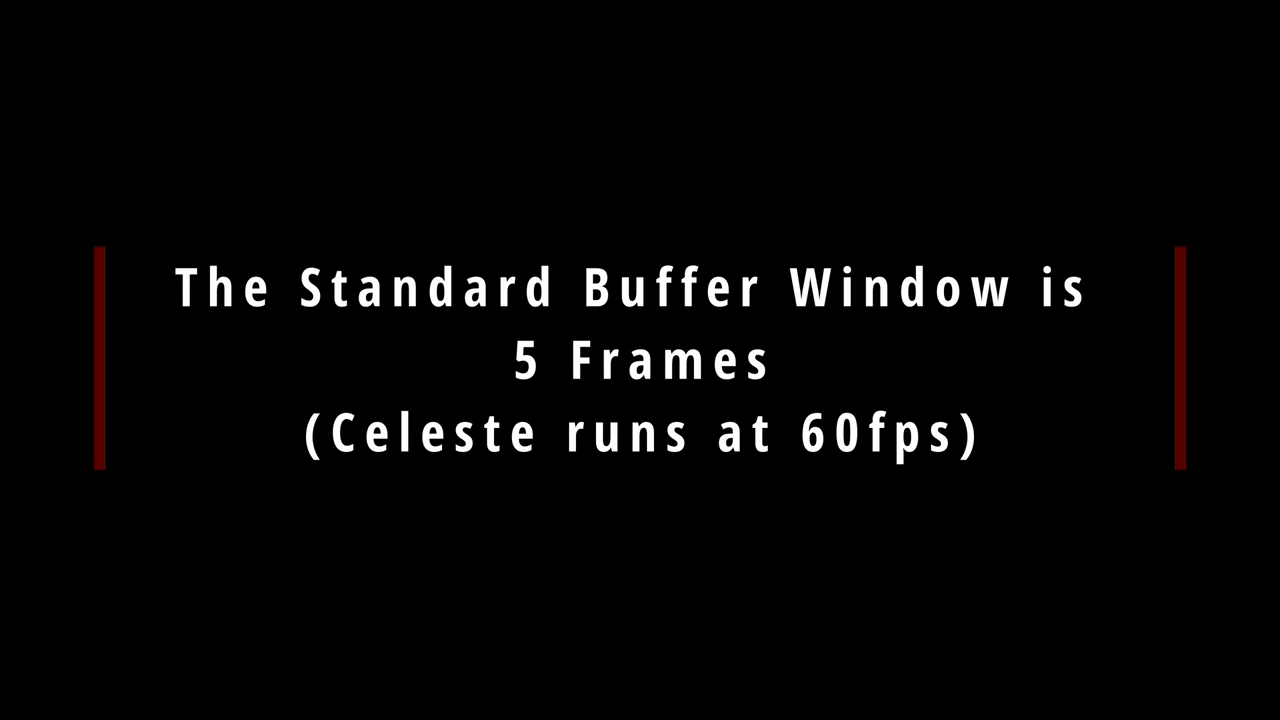 The Standard Buffer Window is
5 Frames
(Celeste runs at 60fps)